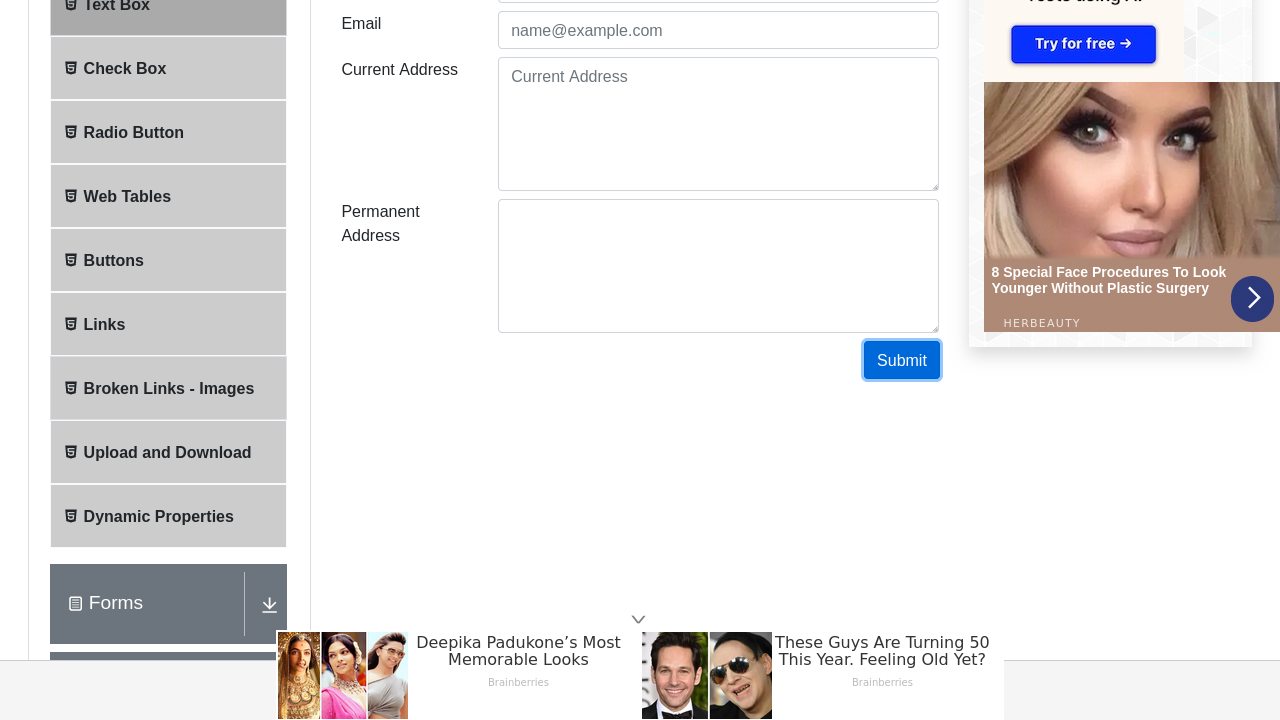 Text Box
Check Box
Radio Button
Web Tables
Buttons
Links
Broken Links - Images
Upload and Download
Dynamic Properties
Forms
Email
name@example.com
Current Address
Current Address
Permanent
Address
Submit
Try for free →
8 Special Face Procedures To Look
Younger Without Plastic Surgery
HERBEAUTY
Deepika Padukone’s Most
Memorable Looks
Brainberries
These Guys Are Turning 50
This Year. Feeling Old Yet?
Brainberries